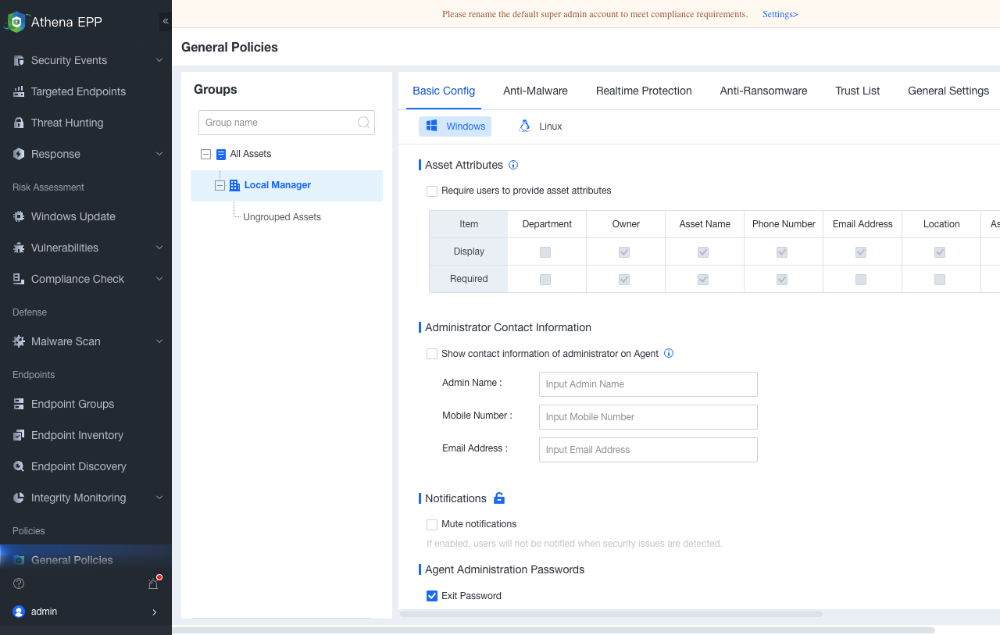 Athena EPP
«
Security Events
Targeted Endpoints
Threat Hunting
Response
Risk Assessment
Windows Update
Vulnerabilities
Compliance Check
Defense
Malware Scan
Endpoints
Endpoint Groups
Endpoint Inventory
Endpoint Discovery
Integrity Monitoring
Policies
General Policies
admin
Please rename the default super admin account to meet compliance requirements. Settings>
General Policies
Groups
Group name
All Assets
Local Manager
Ungrouped Assets
Basic Config Anti-Malware Realtime Protection Anti-Ransomware Trust List General Settings
Windows Linux
Asset Attributes
Require users to provide asset attributes
Item Department Owner Asset Name Phone Number Email Address Location As
Display
Required
Administrator Contact Information
Show contact information of administrator on Agent
Admin Name : Input Admin Name
Mobile Number : Input Mobile Number
Email Address : Input Email Address
Notifications
Mute notifications
If enabled, users will not be notified when security issues are detected.
Agent Administration Passwords
Exit Password